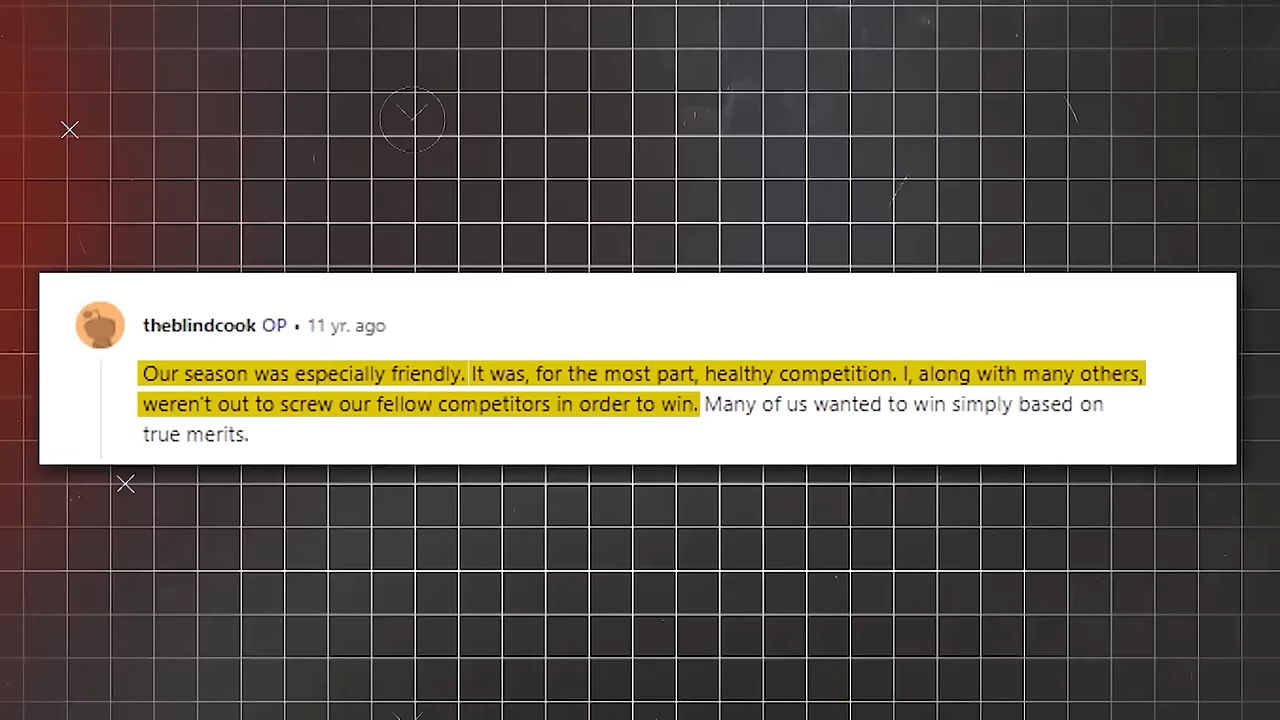 theblindcook OP • 11 yr. ago
Our season was especially friendly. It was, for the most part, healthy competition. I, along with many others,
weren't out to screw our fellow competitors in order to win. Many of us wanted to win simply based on
true merits.